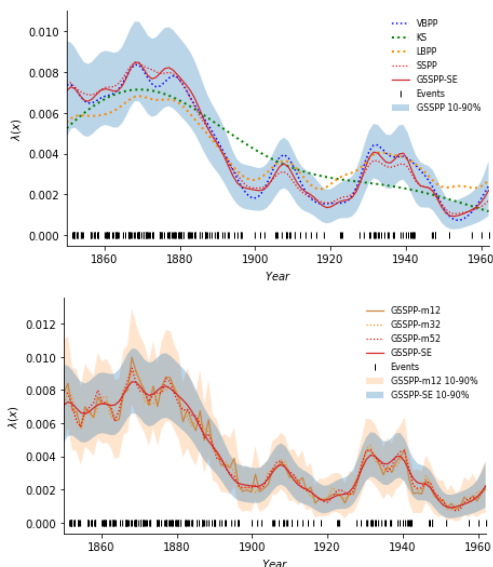 0.010
0.008
0.006
0.004
0.002
0.000
λ(x)
VBPP
KS
LBPP
SSPP
GSSPP-SE
Events
GSSPP 10-90%
1860 1880 1900 1920 1940 1960
Year
0.012
0.010
0.008
0.006
0.004
0.002
0.000
λ(x)
GSSPP-m12
GSSPP-m32
GSSPP-m52
GSSPP-SE
Events
GSSPP-m12 10-90%
GSSPP-SE 10-90%
1860 1880 1900 1920 1940 1960
Year